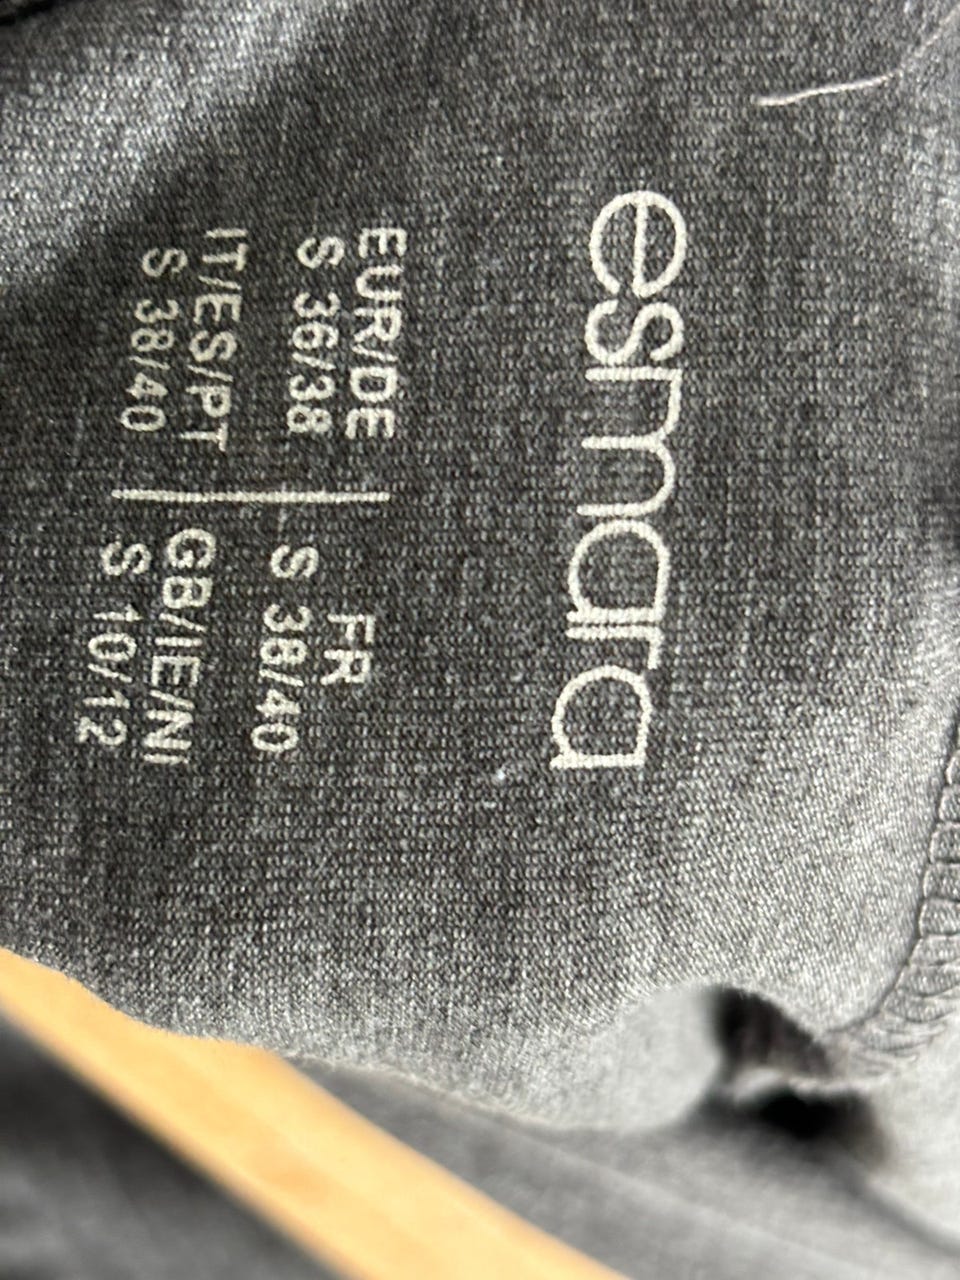 esmara
EUR/DE
S 36/38
FR
S 38/40
IT/ES/PT
S 38/40
GB/IE/NI
S 10/12